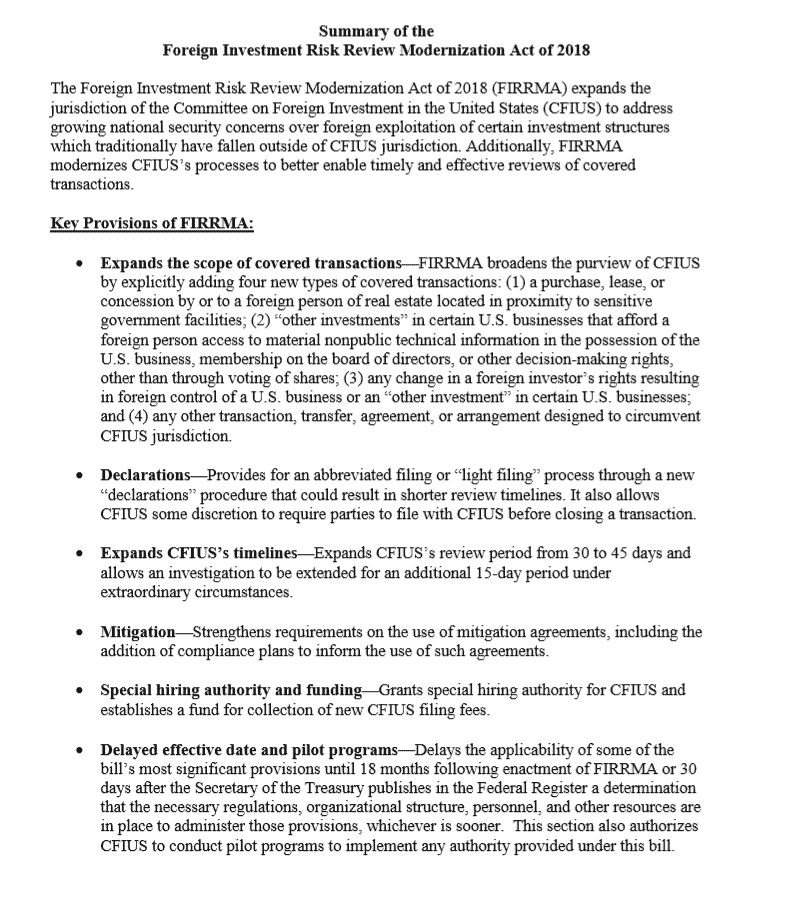 Summary of the
Foreign Investment Risk Review Modernization Act of 2018
The Foreign Investment Risk Review Modernization Act of 2018 (FIRRMA) expands the
jurisdiction of the Committee on Foreign Investment in the United States (CFIUS) to address
growing national security concerns over foreign exploitation of certain investment structures
which traditionally have fallen outside of CFIUS jurisdiction. Additionally, FIRRMA
modernizes CFIUS’s processes to better enable timely and effective reviews of covered
transactions.
Key Provisions of FIRRMA:
• Expands the scope of covered transactions—FIRRMA broadens the purview of CFIUS
by explicitly adding four new types of covered transactions: (1) a purchase, lease, or
concession by or to a foreign person of real estate located in proximity to sensitive
government facilities; (2) “other investments” in certain U.S. businesses that afford a
foreign person access to material nonpublic technical information in the possession of the
U.S. business, membership on the board of directors, or other decision-making rights,
other than through voting of shares; (3) any change in a foreign investor’s rights resulting
in foreign control of a U.S. business or an “other investment” in certain U.S. businesses;
and (4) any other transaction, transfer, agreement, or arrangement designed to circumvent
CFIUS jurisdiction.
• Declarations—Provides for an abbreviated filing or “light filing” process through a new
“declarations” procedure that could result in shorter review timelines. It also allows
CFIUS some discretion to require parties to file with CFIUS before closing a transaction.
• Expands CFIUS’s timelines—Expands CFIUS’s review period from 30 to 45 days and
allows an investigation to be extended for an additional 15-day period under
extraordinary circumstances.
• Mitigation—Strengthens requirements on the use of mitigation agreements, including the
addition of compliance plans to inform the use of such agreements.
• Special hiring authority and funding—Grants special hiring authority for CFIUS and
establishes a fund for collection of new CFIUS filing fees.
• Delayed effective date and pilot programs—Delays the applicability of some of the
bill’s most significant provisions until 18 months following enactment of FIRRMA or 30
days after the Secretary of the Treasury publishes in the Federal Register a determination
that the necessary regulations, organizational structure, personnel, and other resources are
in place to administer those provisions, whichever is sooner. This section also authorizes
CFIUS to conduct pilot programs to implement any authority provided under this bill.